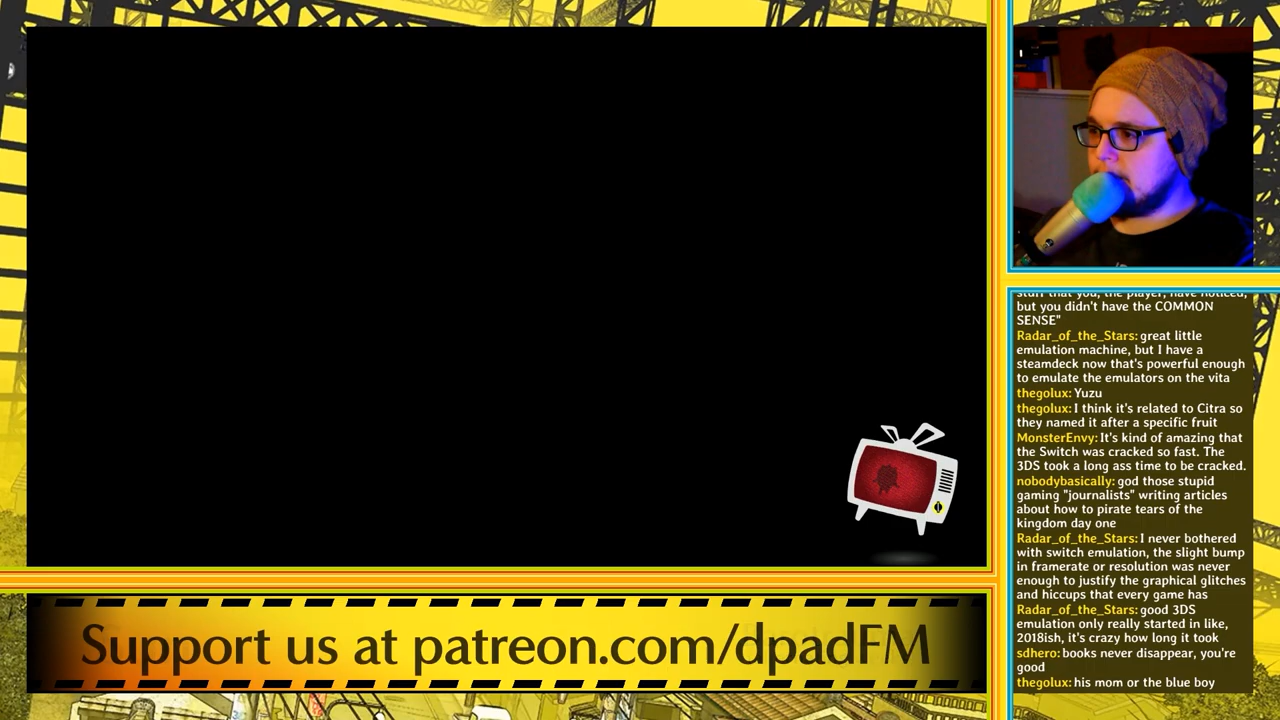 stuff that you, the player, have noticed,
but you didn't have the COMMON
SENSE"
Radar_of_the_Stars: great little
emulation machine, but I have a
steamdeck now that's powerful enough
to emulate the emulators on the vita
thegolux: Yuzu
thegolux: I think it's related to Citra so
they named it after a specific fruit
MonsterEnvy: It's kind of amazing that
the Switch was cracked so fast. The
3DS took a long ass time to be cracked.
nobodybasically: god those stupid
gaming "journalists" writing articles
about how to pirate tears of the
kingdom day one
Radar_of_the_Stars: I never bothered
with switch emulation, the slight bump
in framerate or resolution was never
enough to justify the graphical glitches
and hiccups that every game has
Radar_of_the_Stars: good 3DS
emulation only really started in like,
2018ish, it's crazy how long it took
sdhero: books never disappear, you're
good
thegolux: his mom or the blue boy
Support us at patreon.com/dpadFM